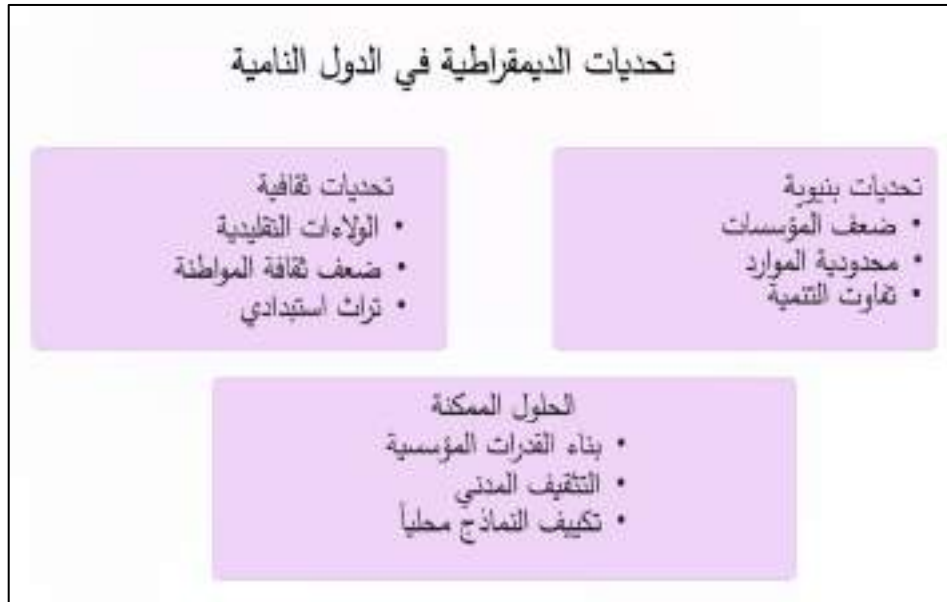 تحديات الديمقراطية في الدول النامية
تحديات بنيوية
• ضعف المؤسسات
• محدودية الموارد
• تفاوت التنمية
تحديات ثقافية
• الولاءات التقليدية
• ضعف ثقافة المواطنة
• تراث استبدادي
الحلول الممكنة
• بناء القدرات المؤسسية
• التثقيف المدني
• تكييف النماذج محلياً